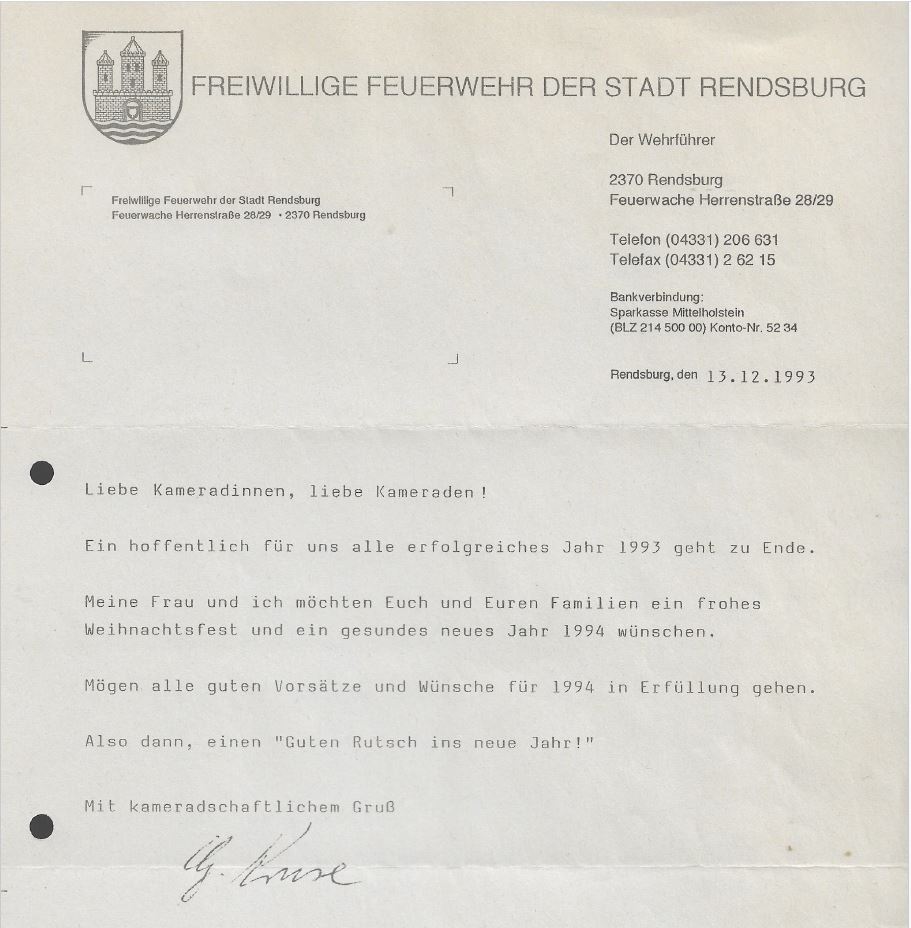 FREIWILLIGE FEUERWEHR DER STADT RENDSBURG
Der Wehrführer
2370 Rendsburg
Feuerwache Herrenstraße 28/29
Freiwillige Feuerwehr der Stadt Rendsburg
Feuerwache Herrenstraße 28/29 • 2370 Rendsburg
Telefon (04331) 206 631
Telefax (04331) 2 62 15
Bankverbindung:
Sparkasse Mittelholstein
(BLZ 214 500 00) Konto-Nr. 52 34
Rendsburg, den 13.12.1993
Liebe Kameradinnen, liebe Kameraden!
Ein hoffentlich für uns alle erfolgreiches Jahr 1993 geht zu Ende.
Meine Frau und ich möchten Euch und Euren Familien ein frohes
Weihnachtsfest und ein gesundes neues Jahr 1994 wünschen.
Mögen alle guten Vorsätze und Wünsche für 1994 in Erfüllung gehen.
Also dann, einen "Guten Rutsch ins neue Jahr!"
Mit kameradschaftlichem Gruß
G. Kruse